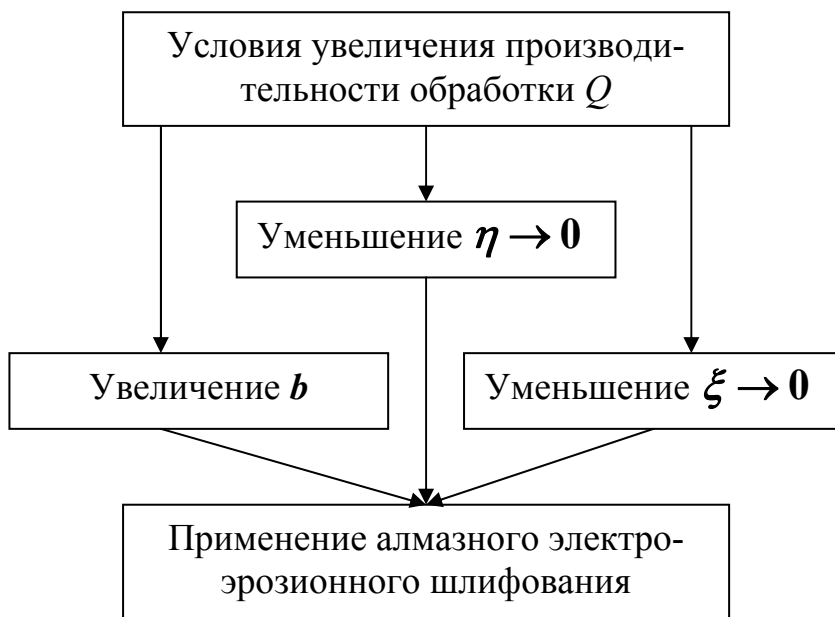 Условия увеличения производи-
тельности обработки Q
Уменьшение η → 0
Увеличение b
Уменьшение ξ → 0
Применение алмазного электро-
эрозионного шлифования